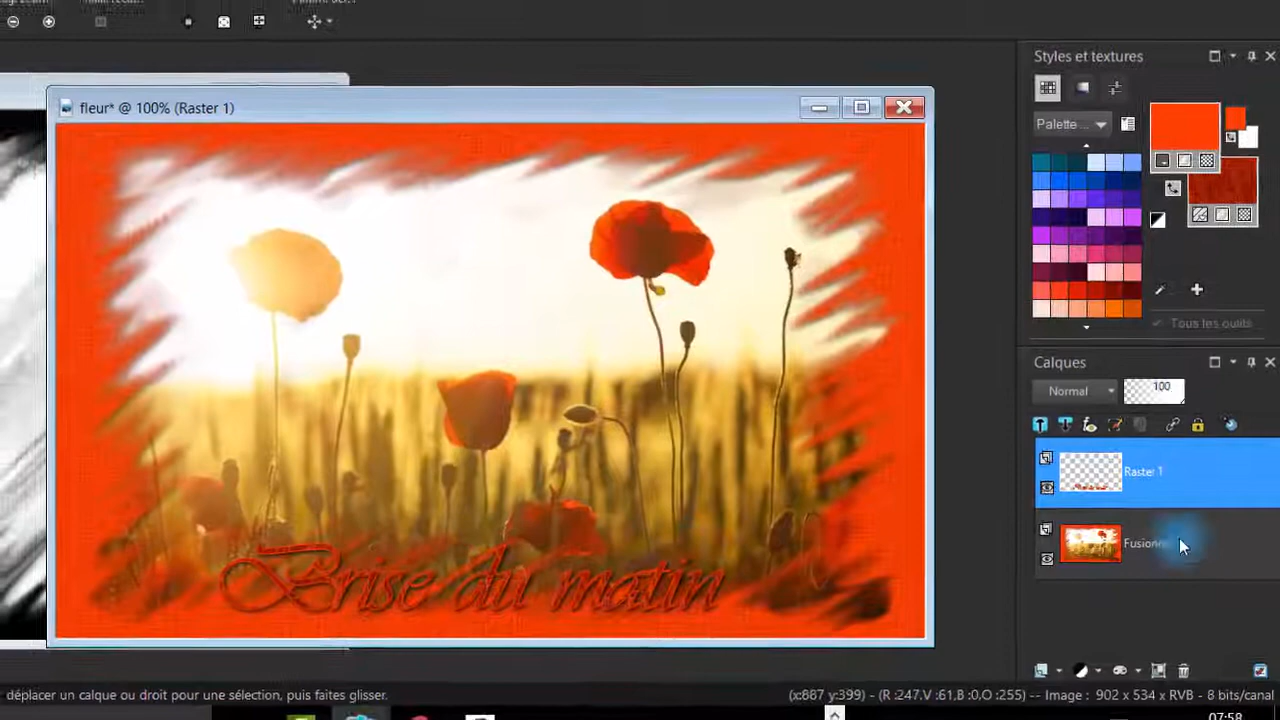 Styles et textures
fleur* @ 100% (Raster 1)
Palette ...
Tous les outils
Calques
Normal
100
Raster 1
Brise du matin
déplacer un calque ou droit pour une sélection, puis faites glisser.
(x:887 y:399) -- (R :247,V :61,B :0,O :255) -- Image : 902 x 534 x RVB - 8 bits/canal
07:58